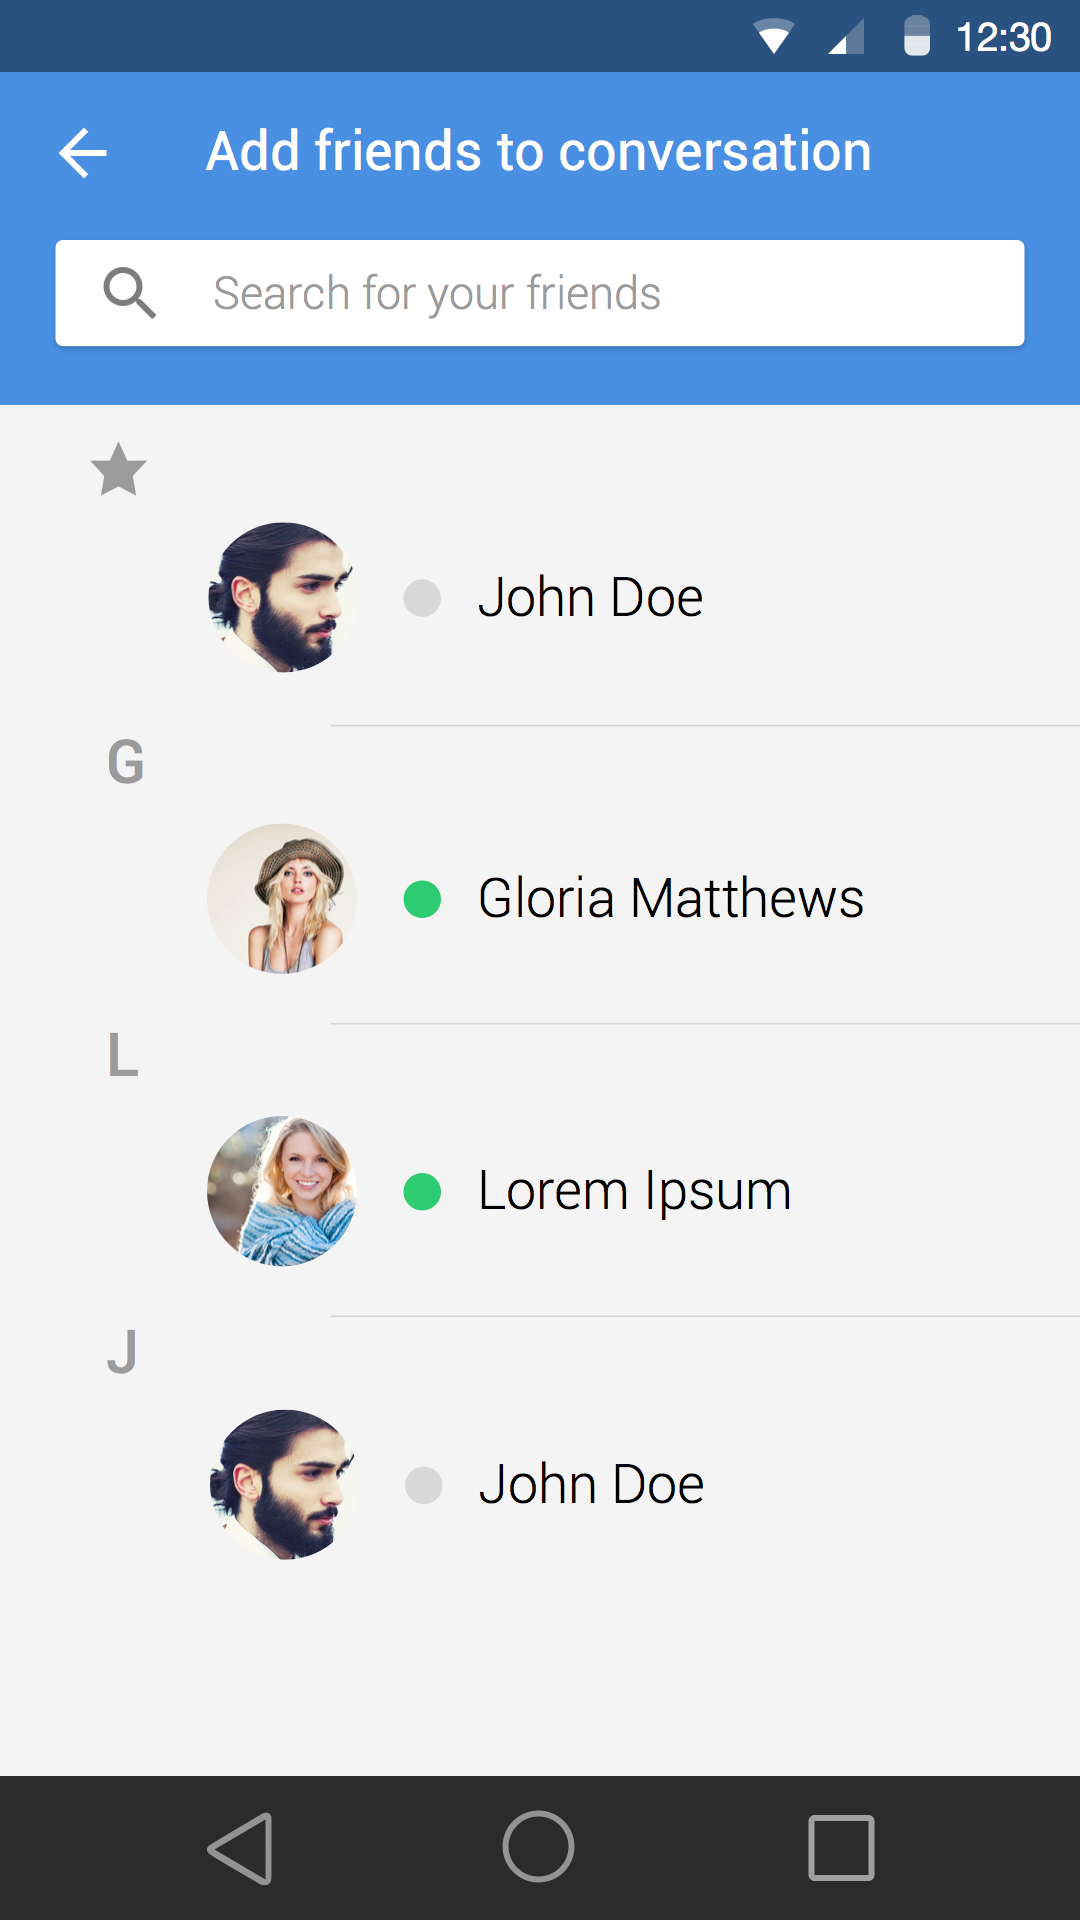 12:30
Add friends to conversation
Search for your friends
John Doe
G
Gloria Matthews
L
Lorem Ipsum
J
John Doe